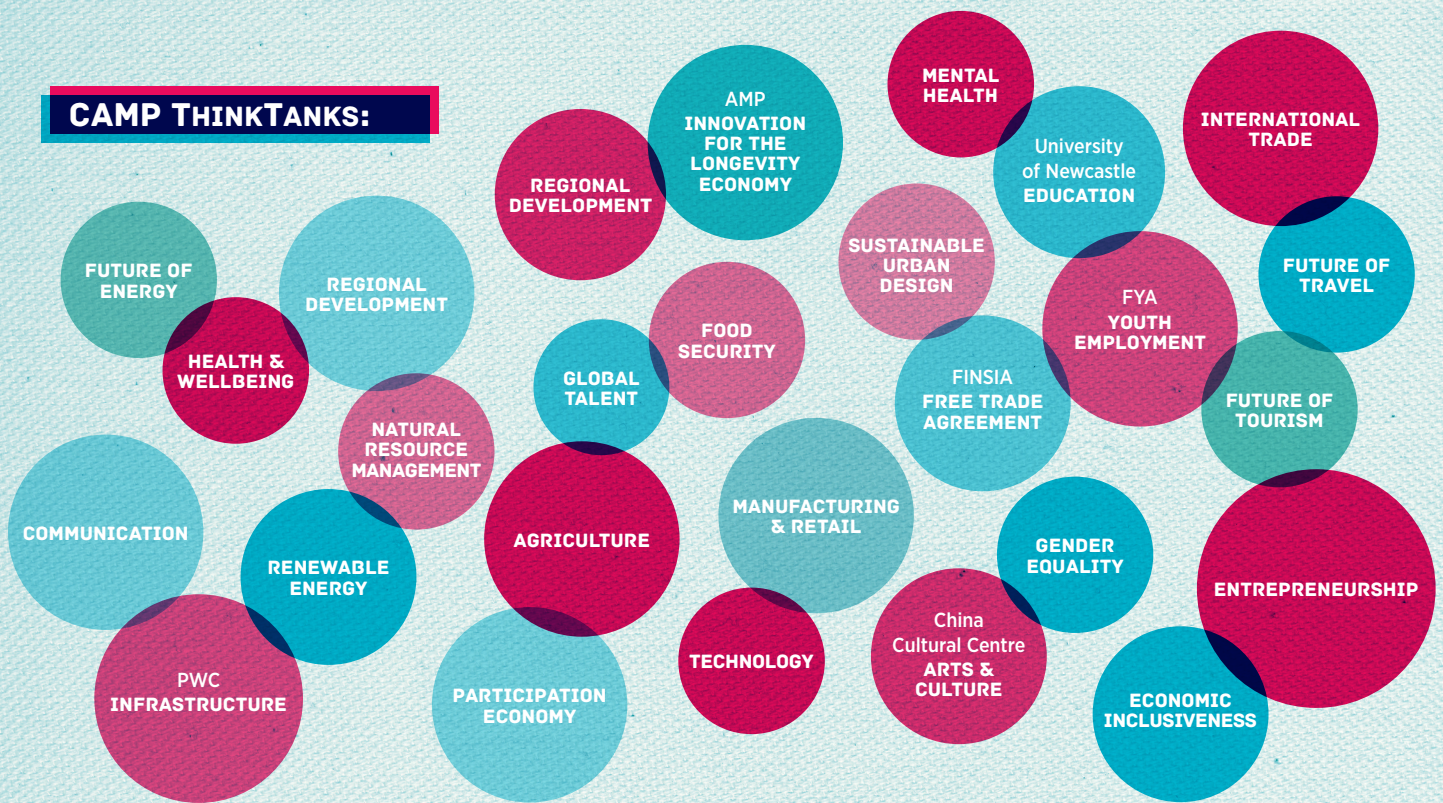 CAMP THINKTANKS:
MENTAL
HEALTH
AMP
INNOVATION
FOR THE
LONGEVITY
ECONOMY
INTERNATIONAL
TRADE
University
of Newcastle
EDUCATION
REGIONAL
DEVELOPMENT
SUSTAINABLE
URBAN
DESIGN
FUTURE OF
TRAVEL
FUTURE OF
ENERGY
REGIONAL
DEVELOPMENT
FYA
YOUTH
EMPLOYMENT
FOOD
SECURITY
HEALTH &
WELLBEING
GLOBAL
TALENT
FINSIA
FREE TRADE
AGREEMENT
FUTURE OF
TOURISM
NATURAL
RESOURCE
MANAGEMENT
COMMUNICATION
RENEWABLE
ENERGY
AGRICULTURE
MANUFACTURING
& RETAIL
GENDER
EQUALITY
ENTREPRENEURSHIP
PWC
INFRASTRUCTURE
PARTICIPATION
ECONOMY
TECHNOLOGY
China
Cultural Centre
ARTS &
CULTURE
ECONOMIC
INCLUSIVENESS